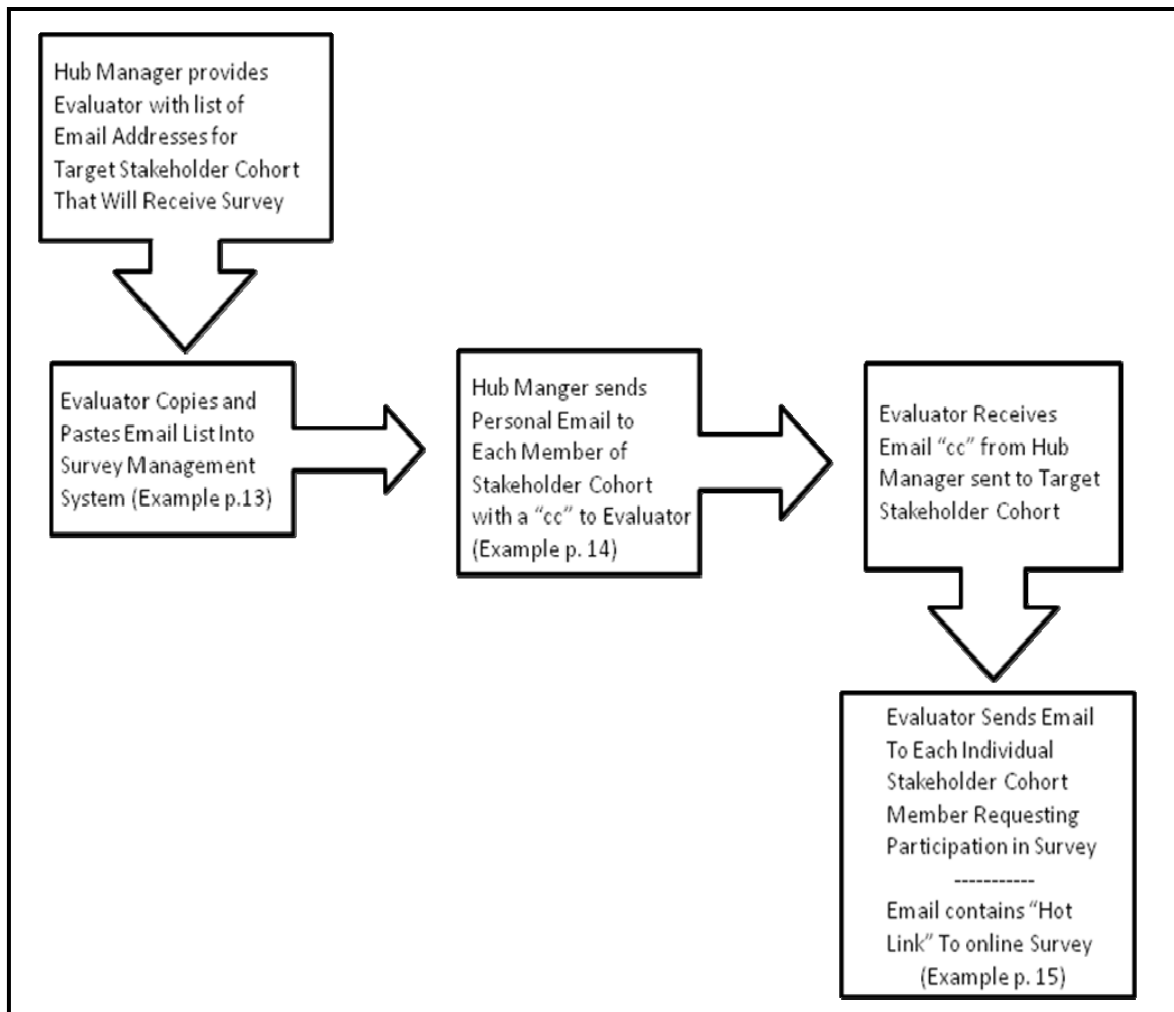 Hub Manager provides
Evaluator with list of
Email Addresses for
Target Stakeholder Cohort
That Will Receive Survey
Evaluator Copies and
Pastes Email List Into
Survey Management
System (Example p.13)
Hub Manger sends
Personal Email to
Each Member of
Stakeholder Cohort
with a “cc” to Evaluator
(Example p. 14)
Evaluator Receives
Email “cc” from Hub
Manager sent to Target
Stakeholder Cohort
Evaluator Sends Email
To Each Individual
Stakeholder Cohort
Member Requesting
Participation in Survey
-----------
Email contains “Hot
Link” To online Survey
(Example p. 15)